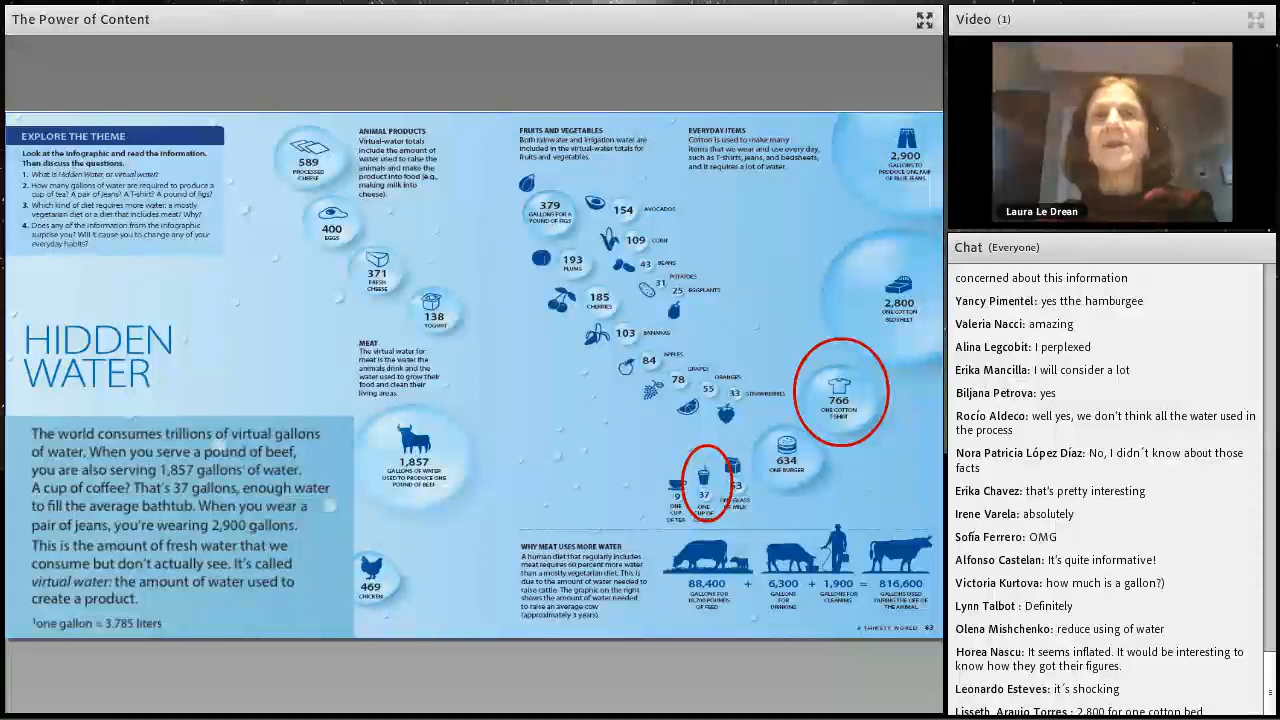 The Power of Content
EXPLORE THE THEME
Look at the infographic and read the information.
Then discuss the questions.
1. What is Hidden Water, or virtual water?
2. How many gallons of water are required to produce a
cup of tea? A pair of jeans? A T-shirt? A pound of figs?
3. Which kind of diet requires more water: a mostly
vegetarian diet or a diet that includes meat? Why?
4. Does any of the information from the infographic
surprise you? Will it cause you to change any of your
everyday habits?
HIDDEN
WATER
The world consumes trillions of virtual gallons
of water. When you serve a pound of beef,
you are also serving 1,857 gallons¹ of water.
A cup of coffee? That's 37 gallons, enough water
to fill the average bathtub. When you wear a
pair of jeans, you're wearing 2,900 gallons.
This is the amount of fresh water that we
consume but don't actually see. It's called
virtual water: the amount of water used to
create a product.
¹one gallon = 3.785 liters
589
PROCESSED
CHEESE
400
EGGS
371
FRESH
CHEESE
138
YOGURT
ANIMAL PRODUCTS
Virtual-water totals
include the amount of
water used to raise the
animals and make the
product into food (e.g.,
making milk into
cheese).
MEAT
The virtual water for
meat is the water the
animals drink and the
water used to grow their
food and clean their
living areas.
1,857
GALLONS OF WATER
USED TO PRODUCE ONE
POUND OF BEEF
469
CHICKEN
FRUITS AND VEGETABLES
Both rainwater and irrigation water are
included in the virtual-water totals for
fruits and vegetables.
379
GALLONS FOR A
POUND OF FIGS
154 AVOCADOS
109 CORN
193
PLUMS
43 BEANS
POTATOES
31
25 EGGPLANTS
185
CHERRIES
103 BANANAS
84 APPLES
78 GRAPES
55 ORANGES
33 STRAWBERRIES
EVERYDAY ITEMS
Cotton is used to make many
items that we wear and use every day,
such as T-shirts, jeans, and bedsheets,
and it requires a lot of water.
2,900
GALLONS TO
PRODUCE ONE PAIR
OF BLUE JEANS
2,800
ONE COTTON
BEDSHEET
766
ONE COTTON
T-SHIRT
634
ONE BURGER
53
ONE GLASS
OF MILK
37
ONE
CUP OF
9
ONE
CUP
OF TEA
WHY MEAT USES MORE WATER
A human diet that regularly includes
meat requires 60 percent more water
than a mostly vegetarian diet. This is
due to the amount of water needed to
raise cattle. The graphic on the right
shows the amount of water needed
to raise an average cow
(approximately 3 years).
88,400 + 6,300 + 1,900 = 816,600
GALLONS FOR
POUNDS
OF FEED
GALLONS
FOR
DRINKING
GALLONS FOR
CLEANING
GALLONS USED
DURING THE LIFE OF
THE ANIMAL
A THIRSTY WORLD 63
Video (1)
Laura Le Drean
Chat (Everyone)
concerned about this information
Yancy Pimentel: yes tthe hamburgee
Valeria Nacci: amazing
Alina Legcobit: I perplexed
Erika Mancilla: I will consider a lot
Biljana Petrova: yes
Rocío Aldeco: well yes, we don't think all the water used in
the process
Nora Patricia López Díaz: No, I didn´t know about those
facts
Erika Chavez: that's pretty interesting
Irene Varela: absolutely
Sofía Ferrero: OMG
Alfonso Castelan: It's quite informative!
Victoria Kurtova: how much is a gallon?)
Lynn Talbot : Definitely
Olena Mishchenko: reduce using of water
Horea Nascu: It seems inflated. It would be interesting to
know how they got their figures.
Leonardo Esteves: it´s shocking
Lisseth Araujo Torres : 2,800 for one cotton bed